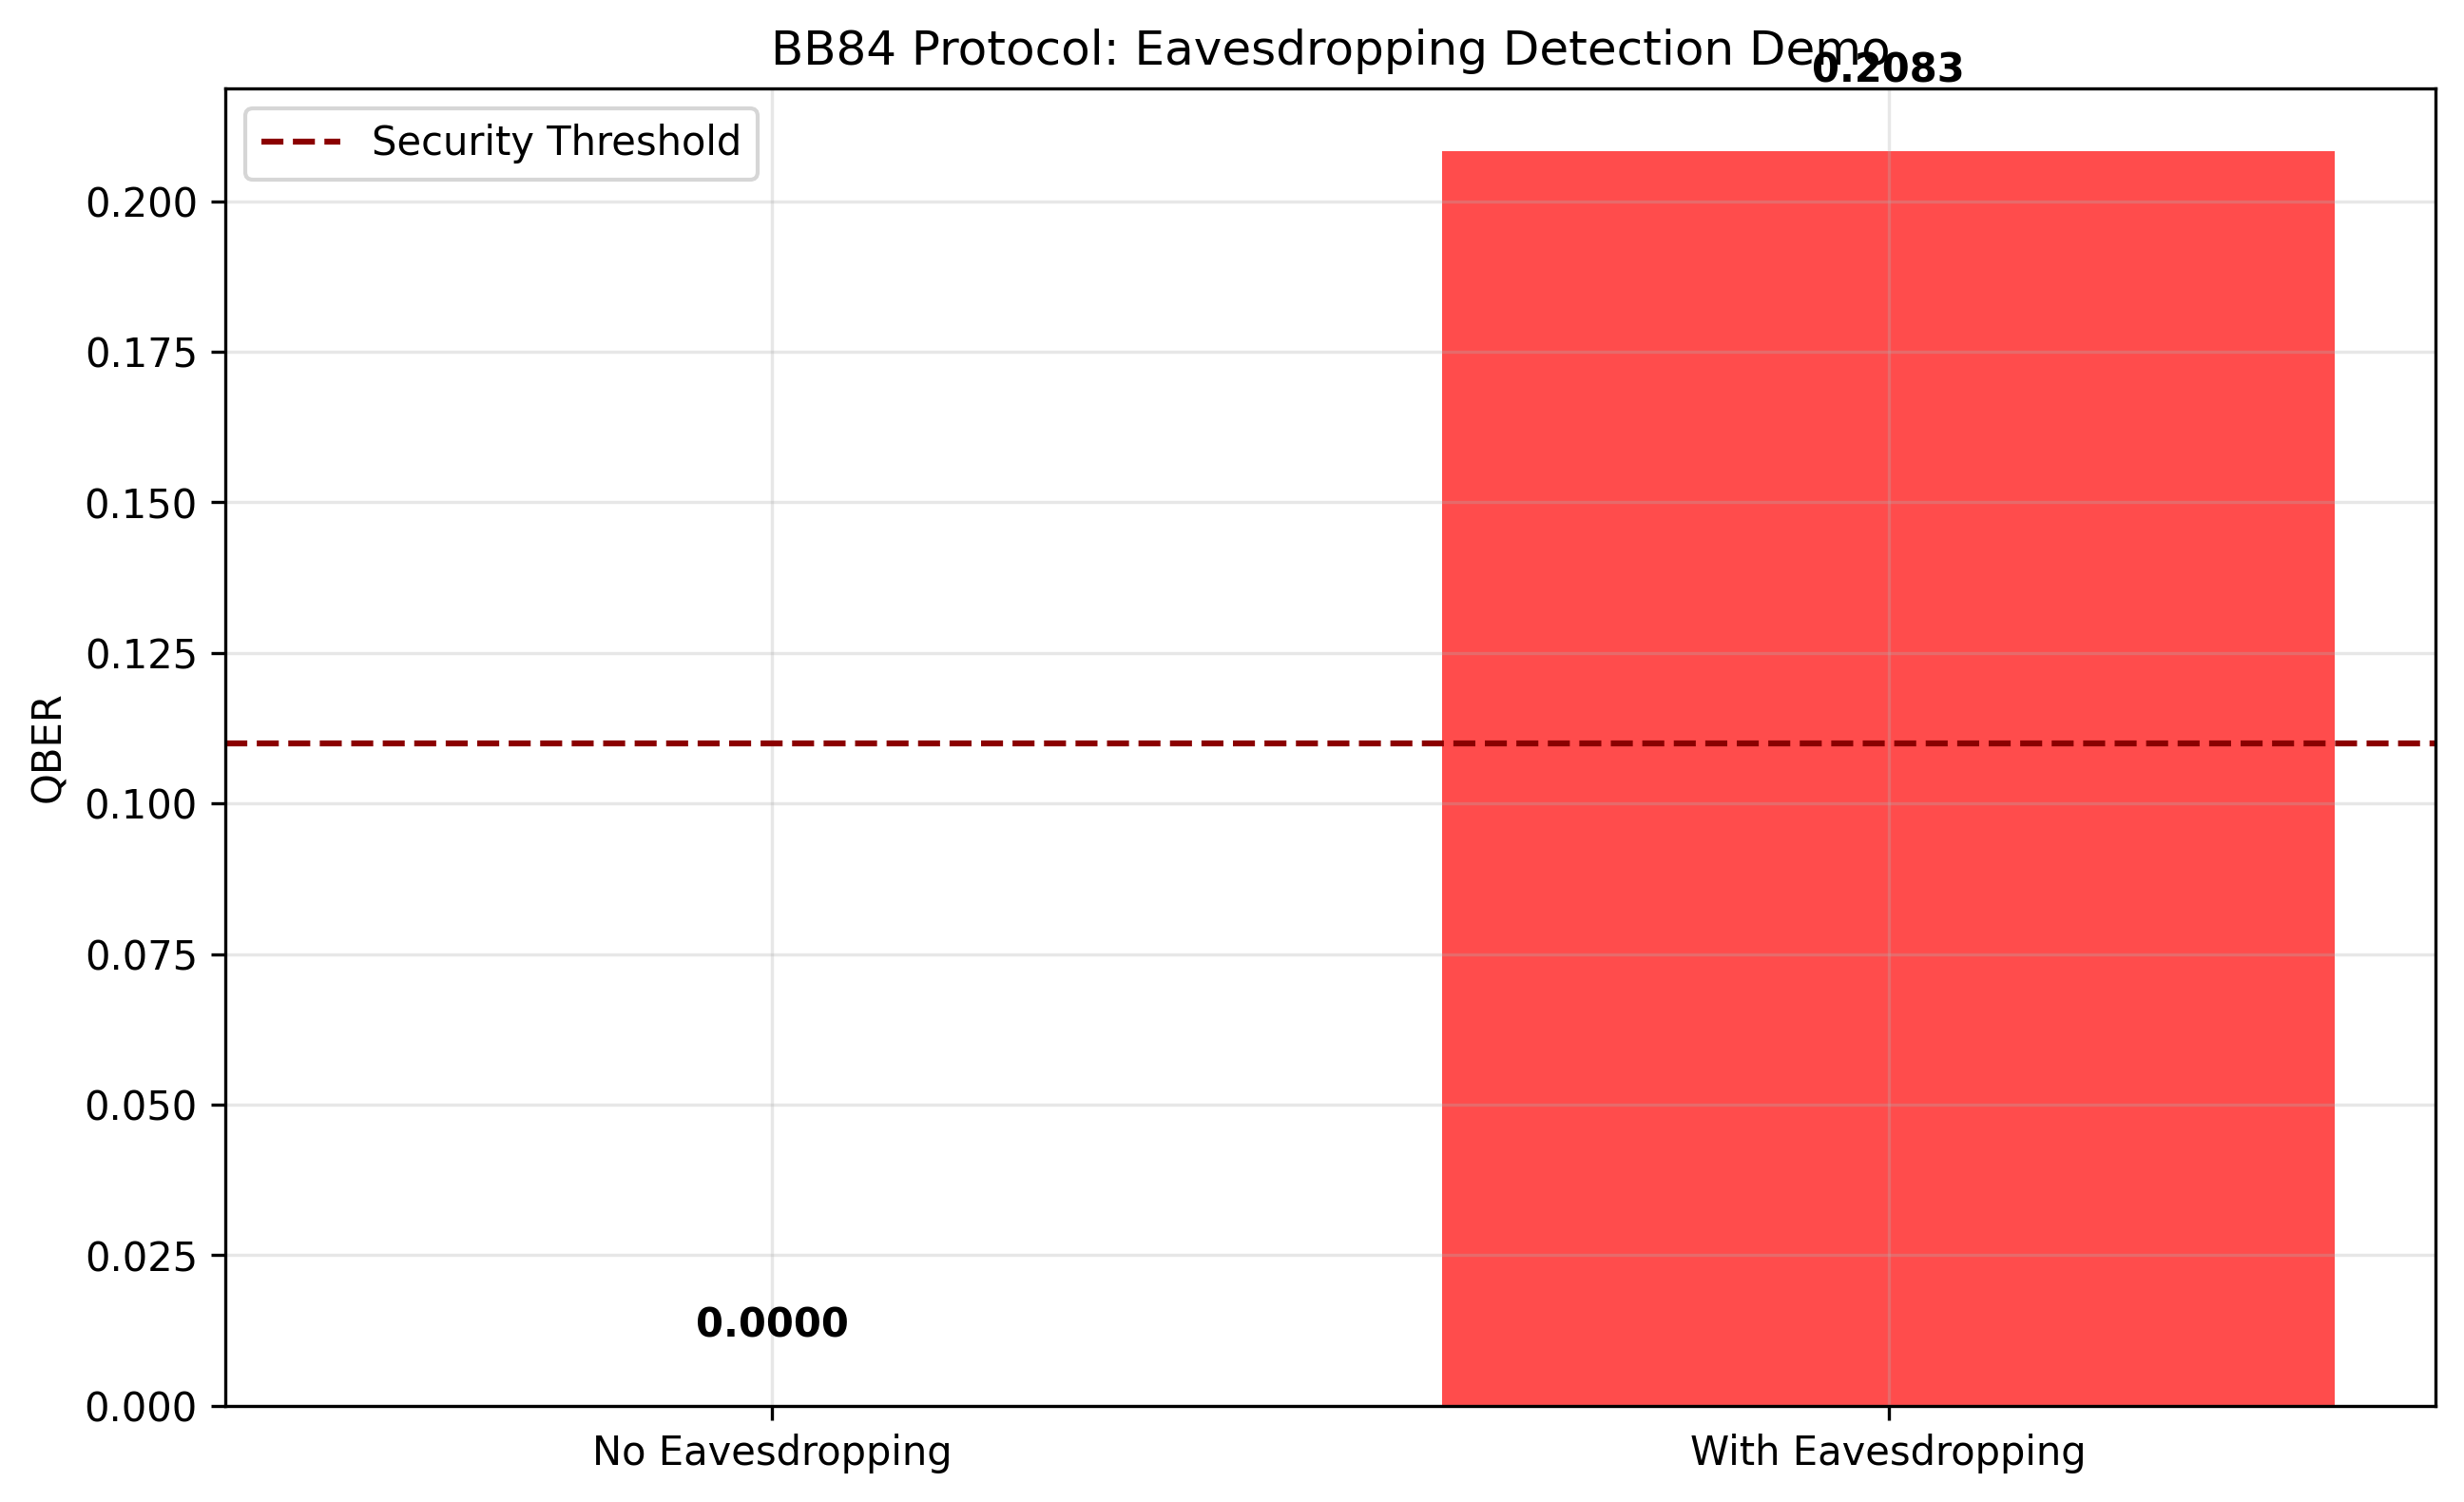 BB84 Protocol: Eavesdropping Detection Demo
0.2083
Security Threshold
0.200
0.175
0.150
0.125
0.100
0.075
0.050
0.025
0.000
QBER
0.0000
No Eavesdropping
With Eavesdropping